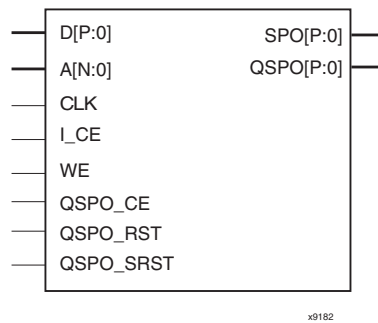 D[P:0] SPO[P:0]
A[N:0] QSPO[P:0]
CLK
I_CE
WE
QSPO_CE
QSPO_RST
QSPO_SRST
x9182